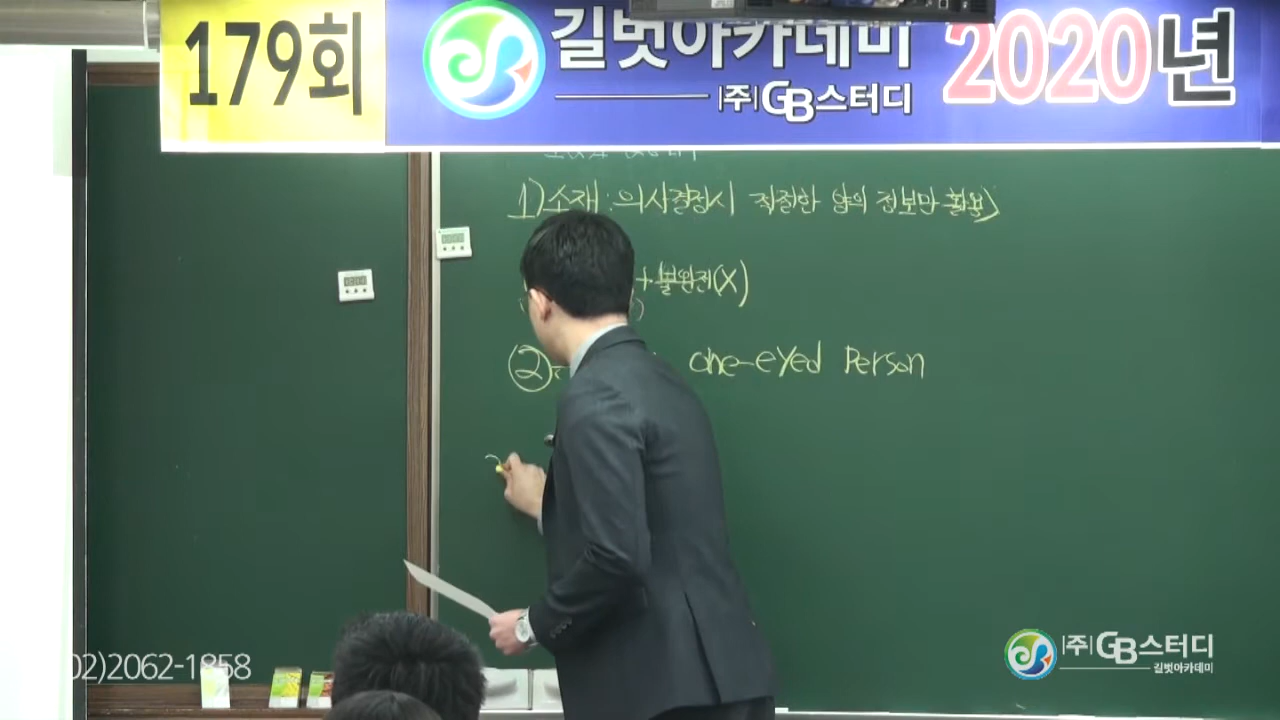 179회 길벗아카데미 2020년
|주|GB스터디
1) 소재 : 의사결정시 적절한 양의 정보만 활용
+불완전(X)
② one-eyed Person
02)2062-1858
|주|GB스터디
길벗아카데미